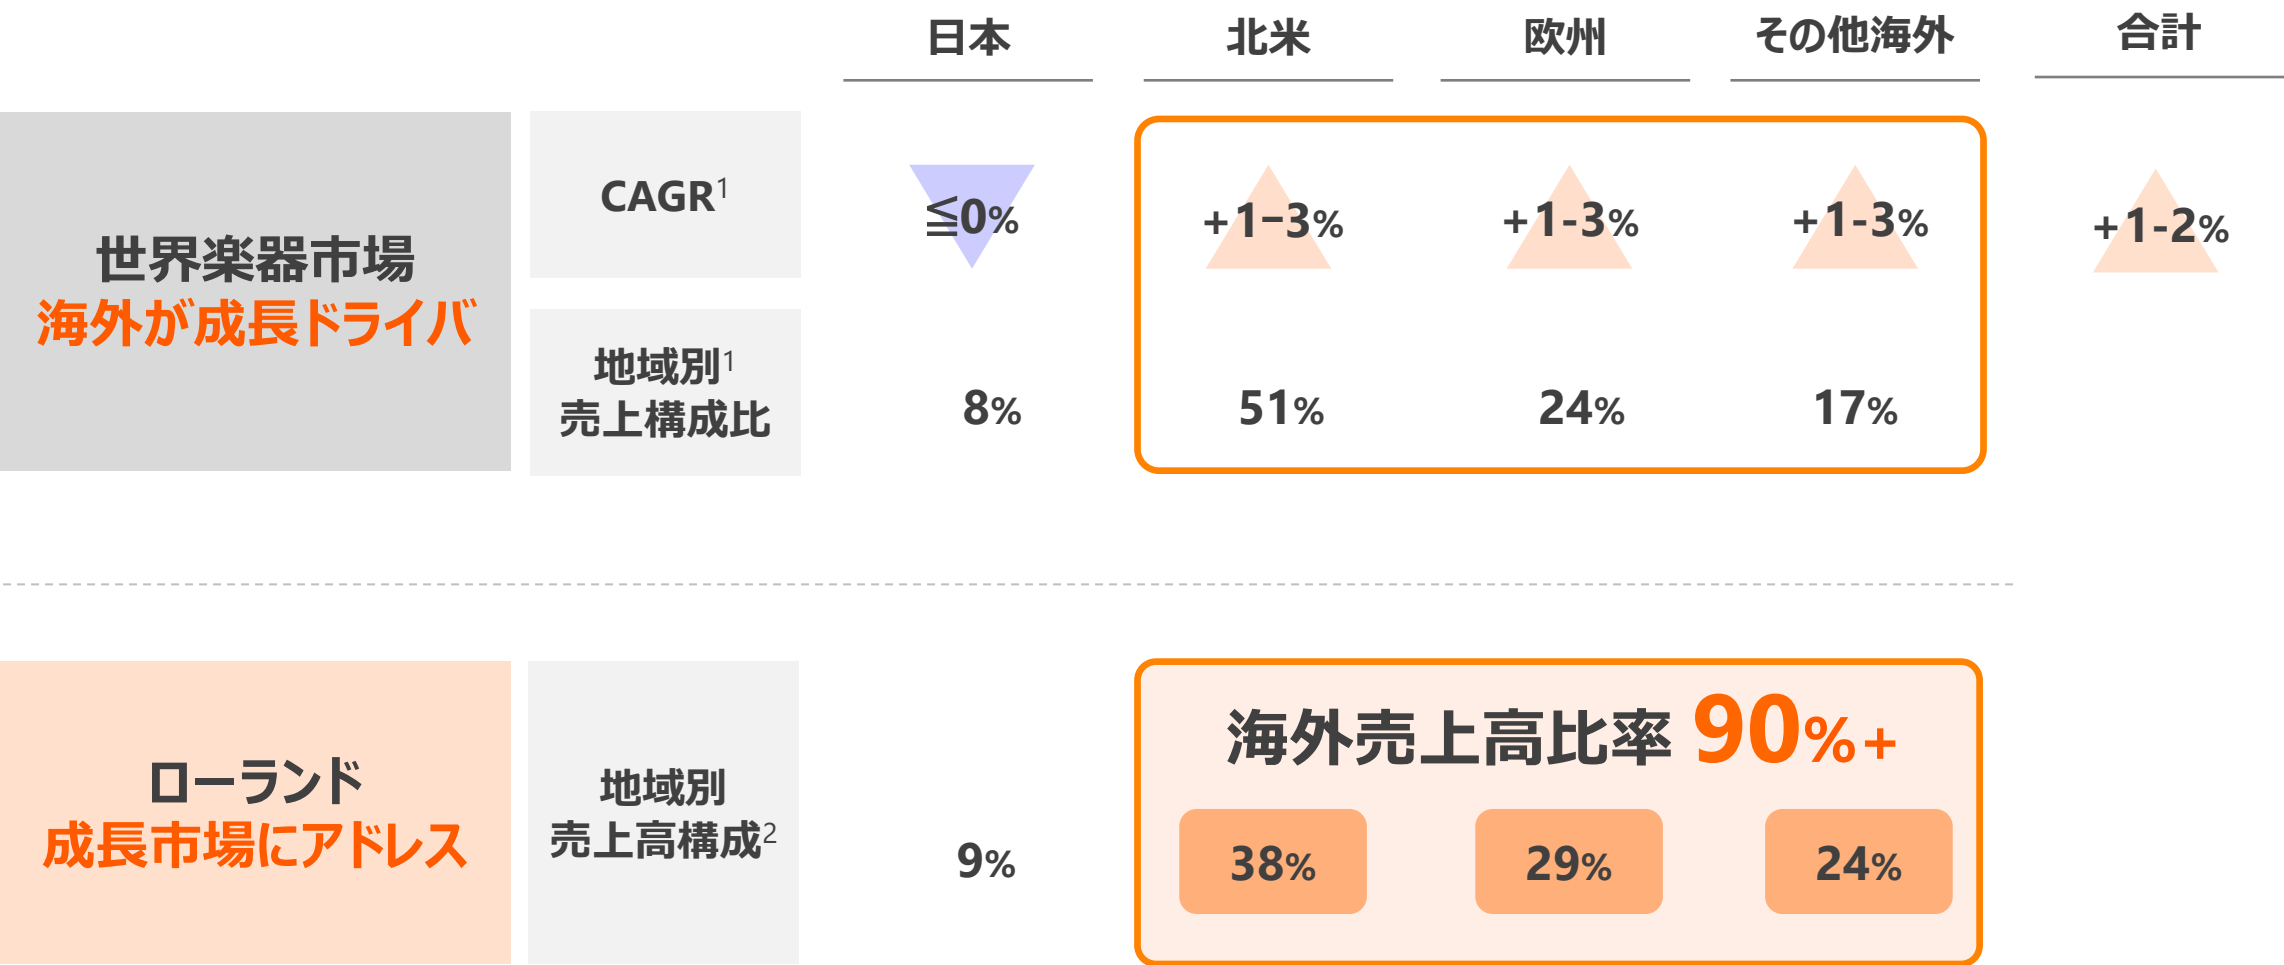 日本 北米 欧州 その他海外 合計
世界楽器市場
海外が成長ドライバ
CAGR1
≦0% +1−3% +1-3% +1-3% +1-2%
地域別1
売上構成比
8% 51% 24% 17%
ローランド
成長市場にアドレス
地域別
売上高構成2
海外売上高比率 90%+
9% 38% 29% 24%